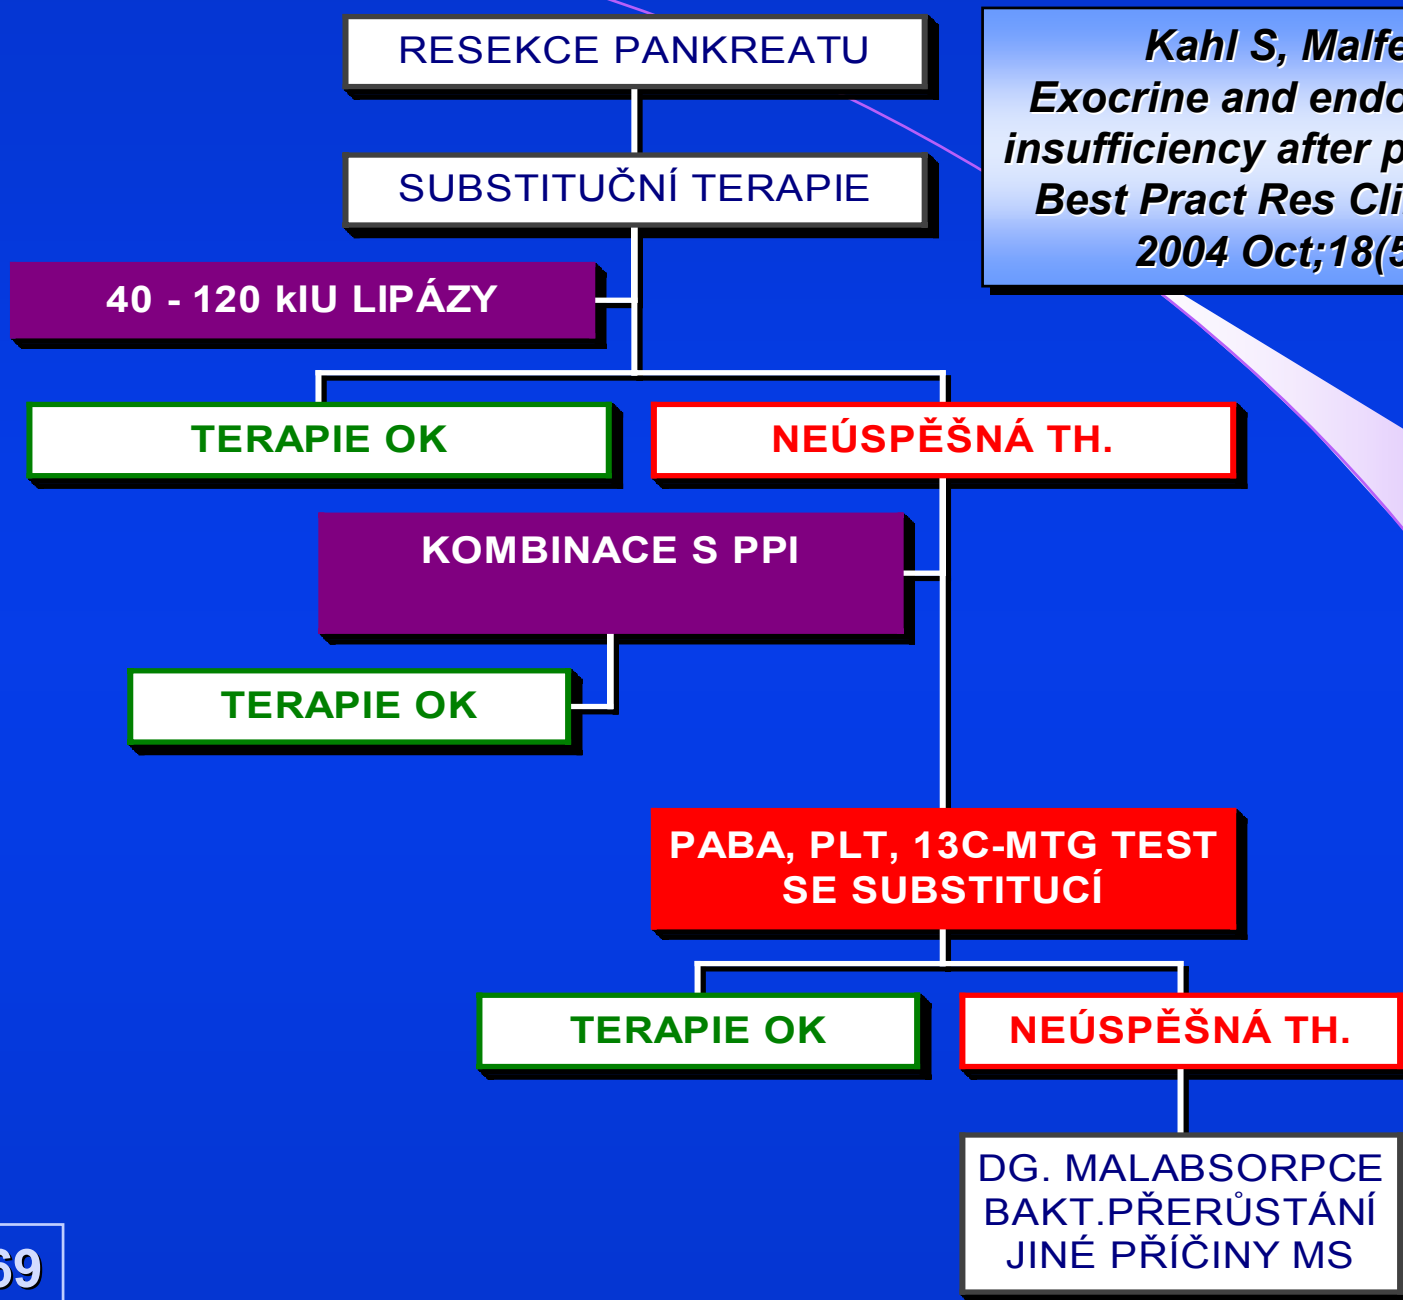 RESEKCE PANKREATU
Kahl S, Malfe
Exocrine and endo
insufficiency after p
Best Pract Res Cli
2004 Oct;18(5
SUBSTITUČNÍ TERAPIE
40 - 120 kIU LIPÁZY
TERAPIE OK
NEÚSPĚŠNÁ TH.
KOMBINACE S PPI
TERAPIE OK
PABA, PLT, 13C-MTG TEST
SE SUBSTITUCÍ
TERAPIE OK
NEÚSPĚŠNÁ TH.
DG. MALABSORPCE
BAKT.PŘERŮSTÁNÍ
JINÉ PŘÍČINY MS
69